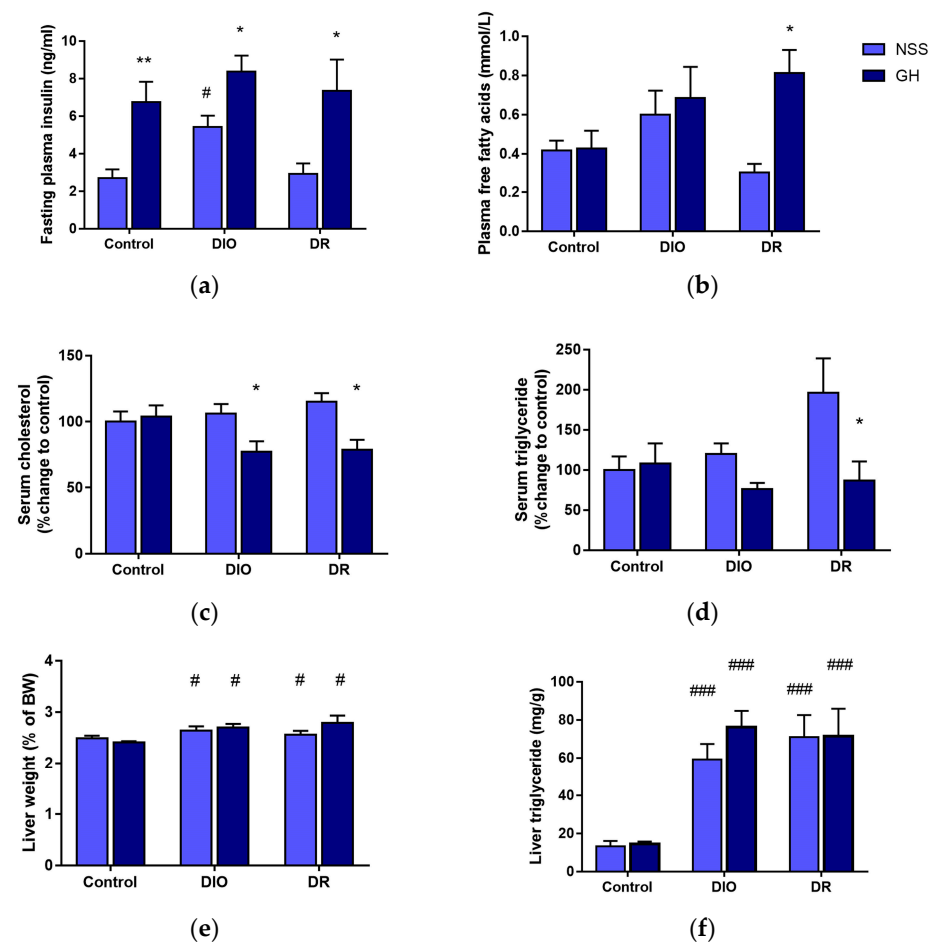 Fasting plasma insulin (ng/ml)
10
8
6
4
2
0
**
#
*
*
Control DIO DR
(a)
Plasma free fatty acids (mmol/L)
1.0
0.8
0.6
0.4
0.2
0.0
*
Control DIO DR
(b)
NSS
GH
Serum cholesterol
(%change to control)
150
100
50
0
*
*
Control DIO DR
(c)
Serum triglyceride
(%change to control)
250
200
150
100
50
0
*
Control DIO DR
(d)
Liver weight (% of BW)
4
3
2
1
0
# # # #
Control DIO DR
(e)
Liver triglyceride (mg/g)
100
80
60
40
20
0
### ### ### ###
Control DIO DR
(f)